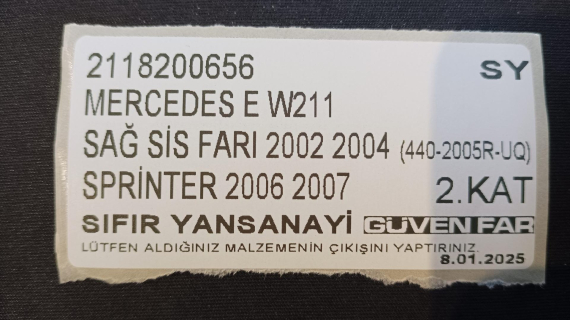 2118200656 SY
MERCEDES E W211
SAĞ SİS FARI 2002 2004 (440-2005R-UQ)
SPRİNTER 2006 2007 2.KAT
SIFIR YANSANAYİ GÜVEN FAR
LÜTFEN ALDIĞINIZ MALZEMENİN ÇIKIŞINI YAPTIRINIZ.
8.01.2025